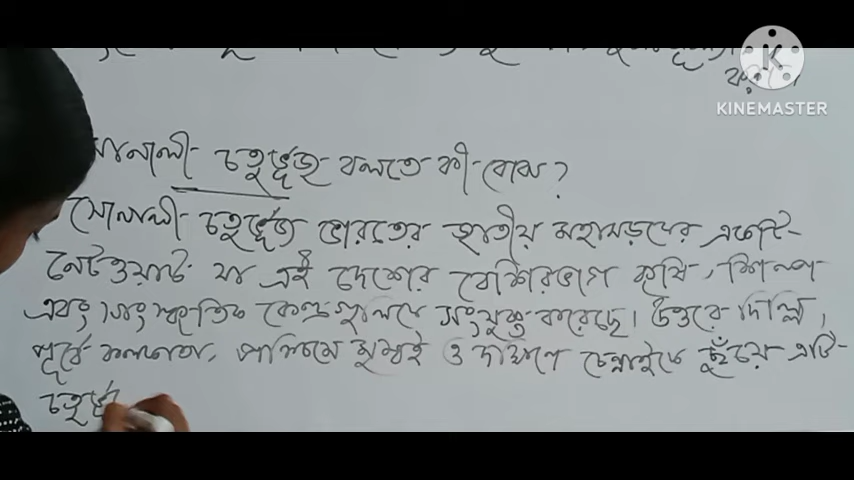 K
KINEMASTER
সোনালী চতুর্ভূজ বলতে কী বোঝ?
সোনালী চতুর্ভূজ ভারতের জাতীয় মহাসড়কের একটি
নেটওয়ার্ক যা এই দেশের বেশিরভাগ কৃষি, শিল্প
এবং সাংস্কৃতিক কেন্দ্রগুলিকে সংযুক্ত করেছে। উত্তরে দিল্লি,
পূর্বে কলকাতা, পশ্চিমে মুম্বই ও দক্ষিণে চেন্নাইকে ছুঁয়ে এটি